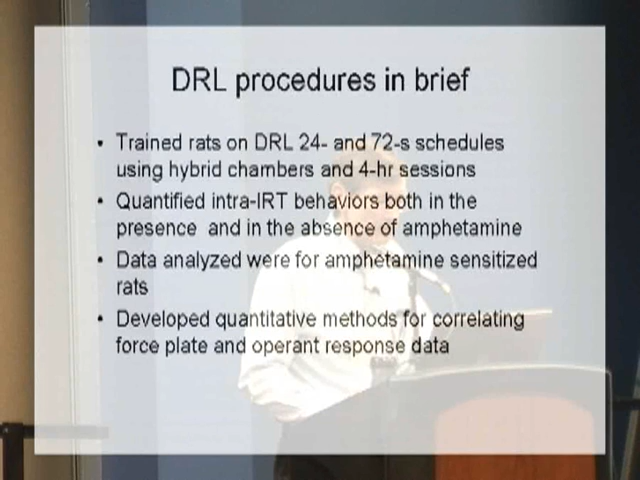 DRL procedures in brief
• Trained rats on DRL 24- and 72-s schedules
using hybrid chambers and 4-hr sessions
• Quantified intra-IRT behaviors both in the
presence and in the absence of amphetamine
• Data analyzed were for amphetamine sensitized
rats
• Developed quantitative methods for correlating
force plate and operant response data